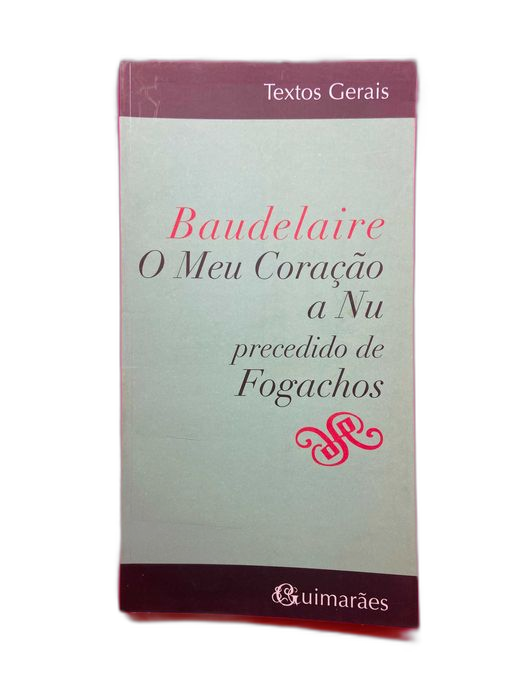 Textos Gerais
Baudelaire
O Meu Coração
a Nu
precedido de
Fogachos
Guimarães